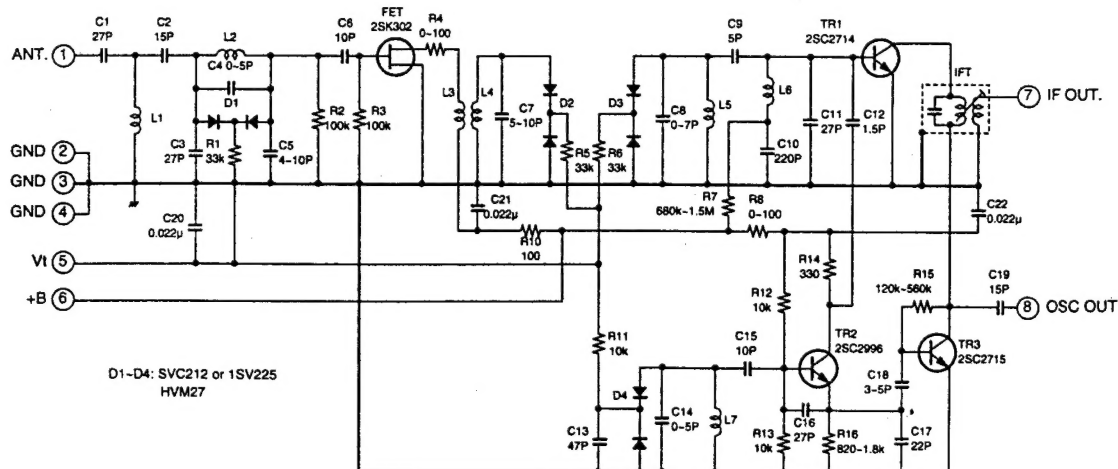 FET
2SK302
R4
0~100
C1
27P
C2
15P
L2
C4 0~5P
D1
C6
10P
C9
5P
TR1
2SC2714
ANT. 1
IFT
7 IF OUT.
L1
R2
100k
R3
100k
L3
L4
C7
5~10P
D2
D3
C8
0~7P
L5
L6
C11
27P
C12
1.5P
GND 2
GND 3
GND 4
C3
27P
R1
33k
C5
4~10P
R5
33k
R6
33k
C10
220P
C20
0.022μ
C21
0.022μ
R10
100
R7
680k~1.5M
R8
0~100
C22
0.022μ
Vt 5
+B 6
R14
330
R12
10k
R15
120k~560k
C19
15P
8 OSC OUT
R11
10k
C15
10P
TR2
2SC2996
TR3
2SC2715
D1~D4: SVC212 or 1SV225
HVM27
D4
C14
0~5P
L7
C18
3~5P
C13
47P
R13
10k
C16
27P
R16
820~1.8k
C17
22P